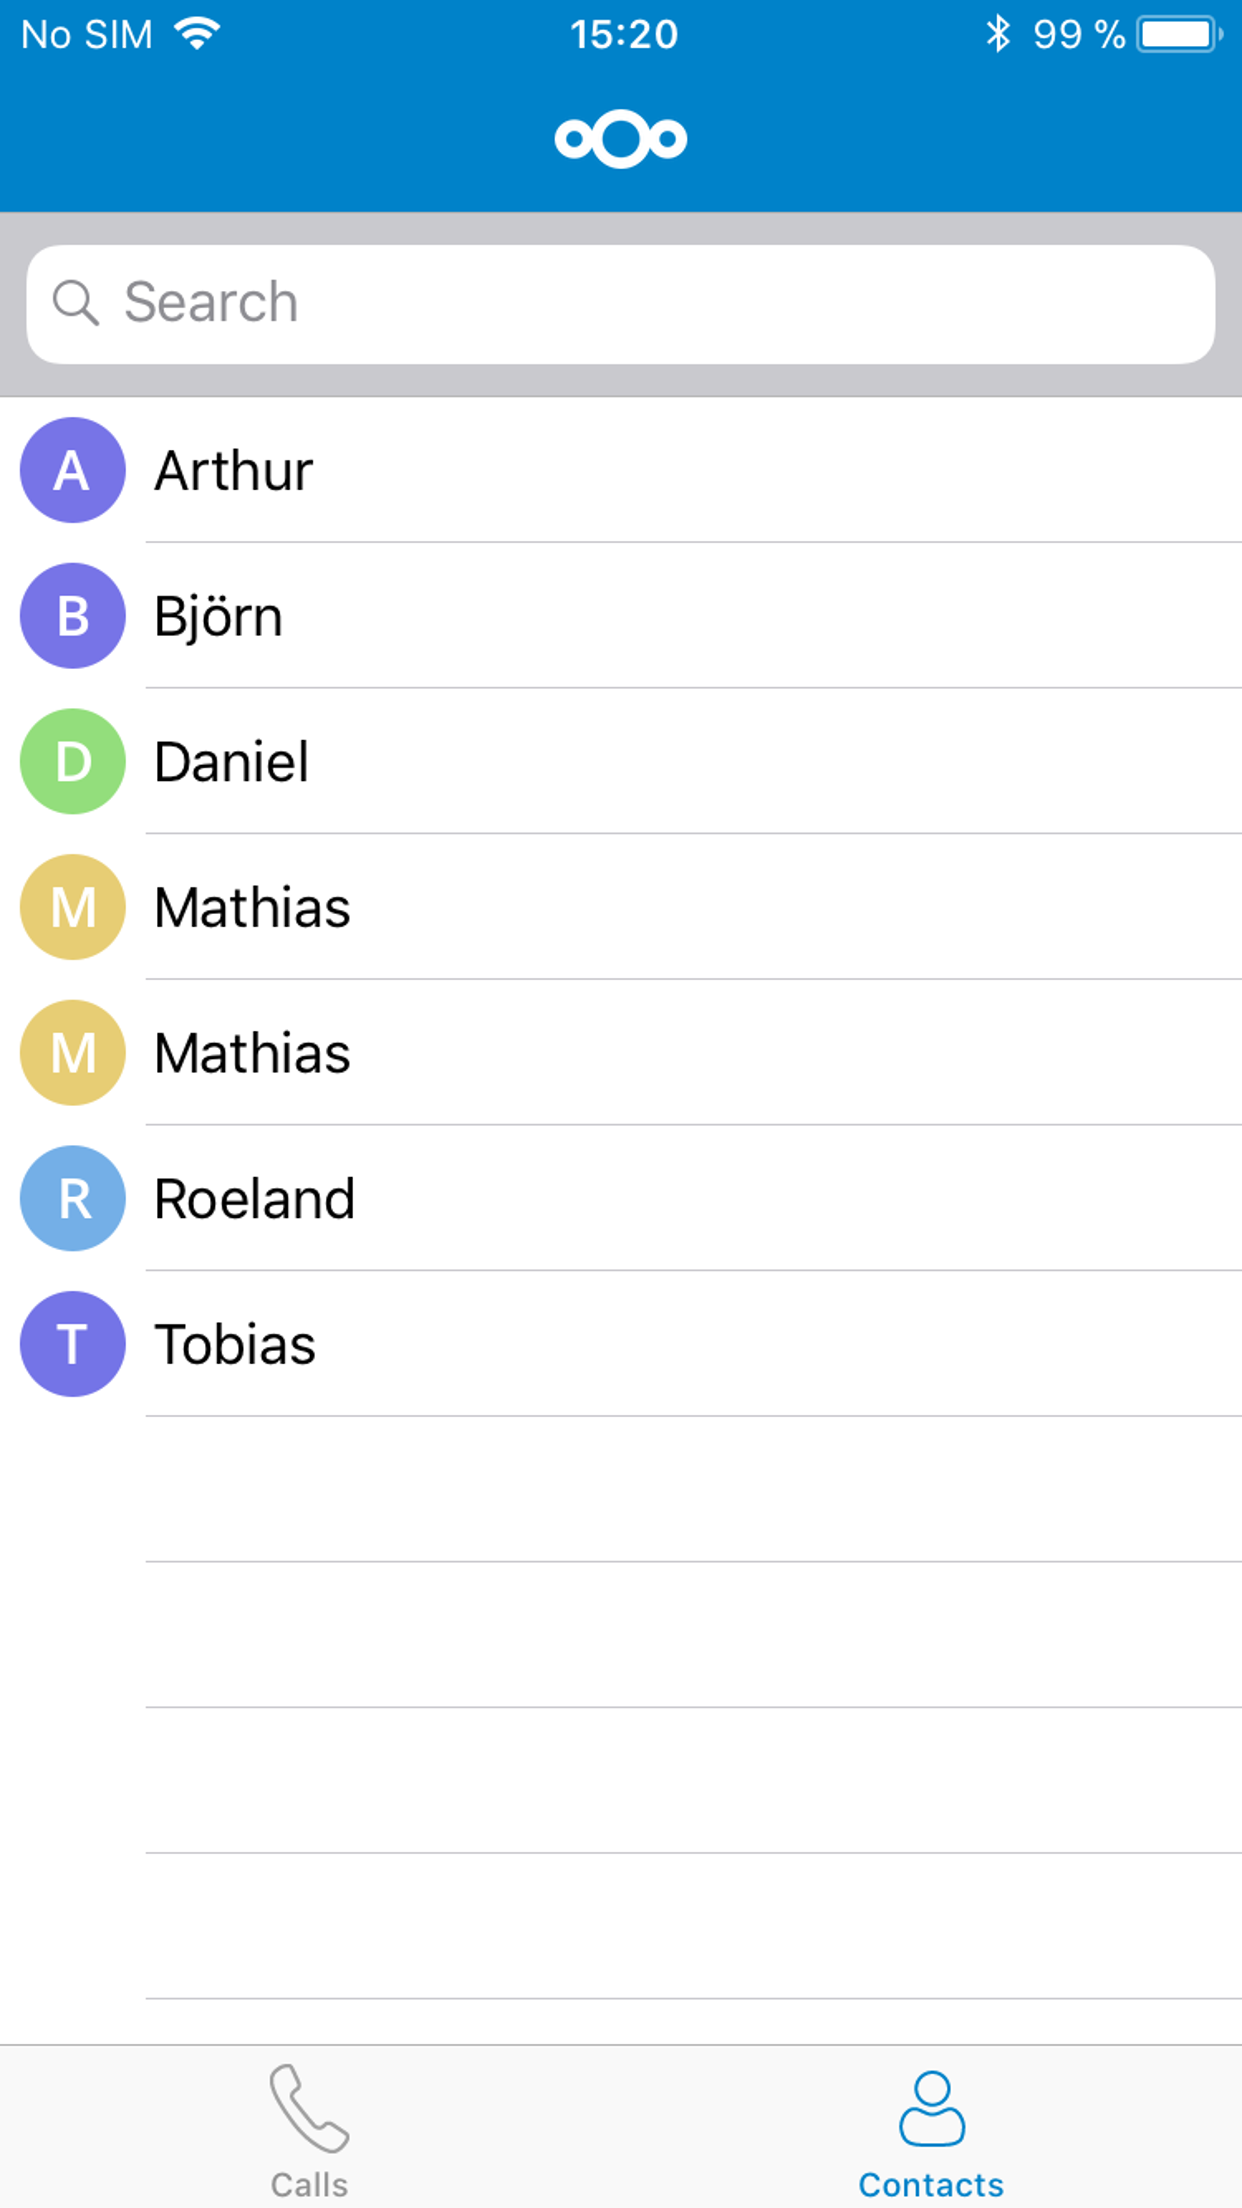 No SIM 15:20 99 %
Search
A Arthur
B Björn
D Daniel
M Mathias
M Mathias
R Roeland
T Tobias
Calls Contacts